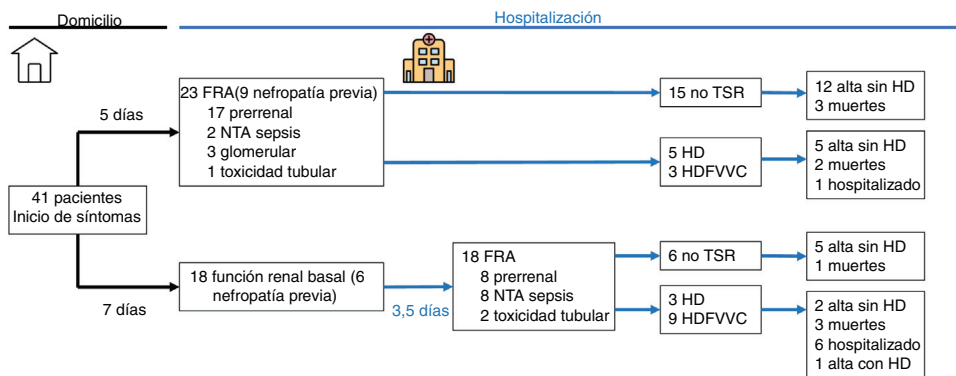 Domicilio
Hospitalización
5 días
23 FRA(9 nefropatía previa)
17 prerrenal
2 NTA sepsis
3 glomerular
1 toxicidad tubular
15 no TSR
12 alta sin HD
3 muertes
5 HD
3 HDFVVC
5 alta sin HD
2 muertes
1 hospitalizado
41 pacientes
Inicio de síntomas
7 días
18 función renal basal (6
nefropatía previa)
3,5 días
18 FRA
8 prerrenal
8 NTA sepsis
2 toxicidad tubular
6 no TSR
5 alta sin HD
1 muertes
3 HD
9 HDFVVC
2 alta sin HD
3 muertes
6 hospitalizado
1 alta con HD